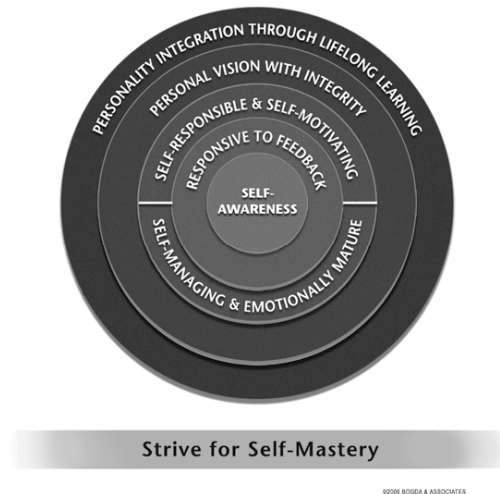 PERSONALITY INTEGRATION THROUGH LIFELONG LEARNING
PERSONAL VISION WITH INTEGRITY
SELF-RESPONSIBLE & SELF-MOTIVATING
RESPONSIVE TO FEEDBACK
SELF-
AWARENESS
SELF-MANAGING & EMOTIONALLY MATURE
Strive for Self-Mastery
©2006 BOGDA & ASSOCIATES